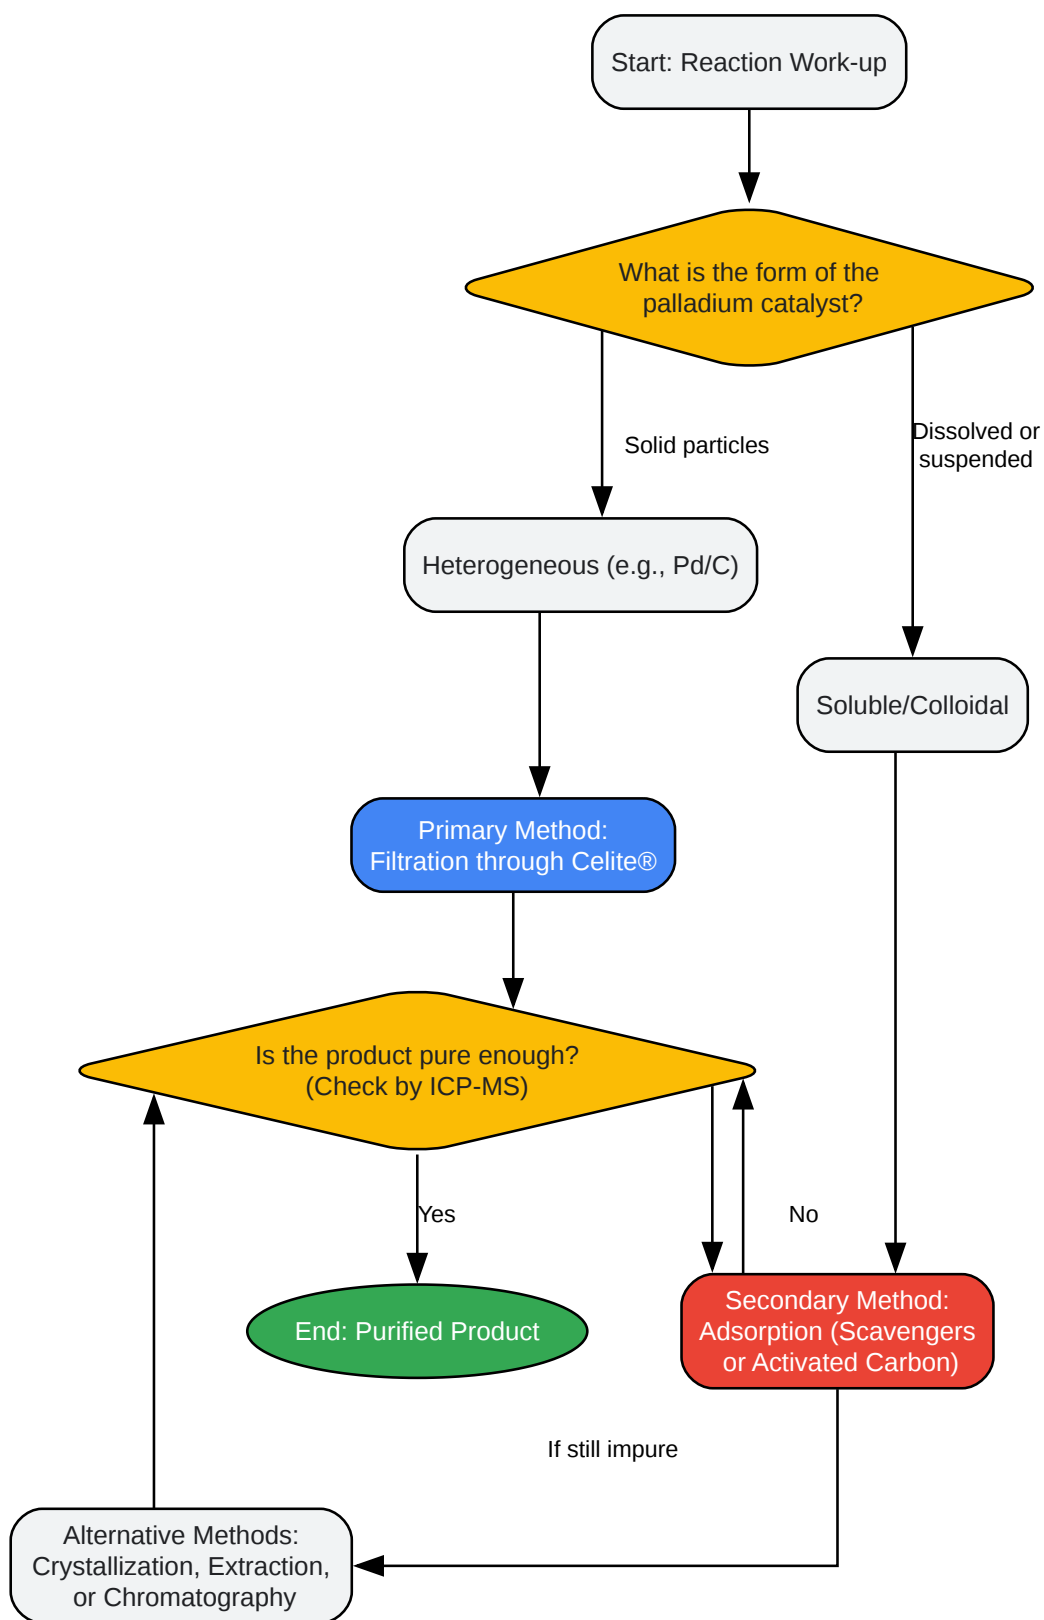 Start: Reaction Work-up
What is the form of the
palladium catalyst?
Solid particles
Dissolved or
suspended
Heterogeneous (e.g., Pd/C)
Soluble/Colloidal
Primary Method:
Filtration through Celite®
Is the product pure enough?
(Check by ICP-MS)
Yes
No
End: Purified Product
Secondary Method:
Adsorption (Scavengers
or Activated Carbon)
If still impure
Alternative Methods:
Crystallization, Extraction,
or Chromatography